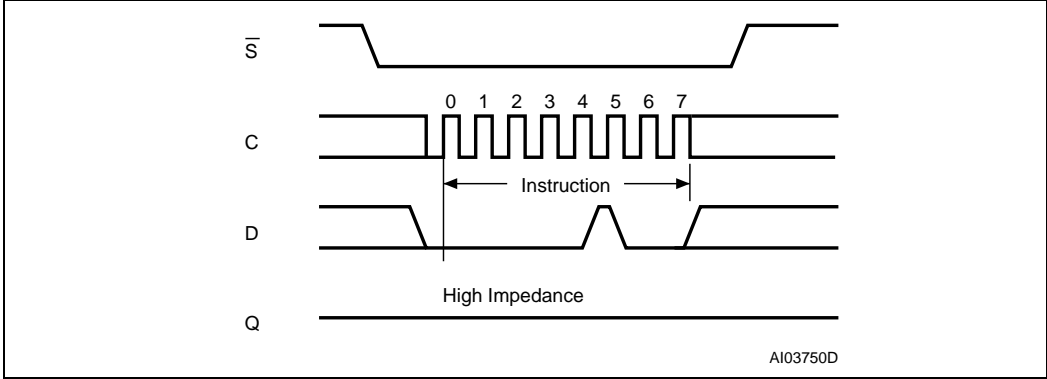 S̅
0 1 2 3 4 5 6 7
C
Instruction
D
High Impedance
Q
AI03750D